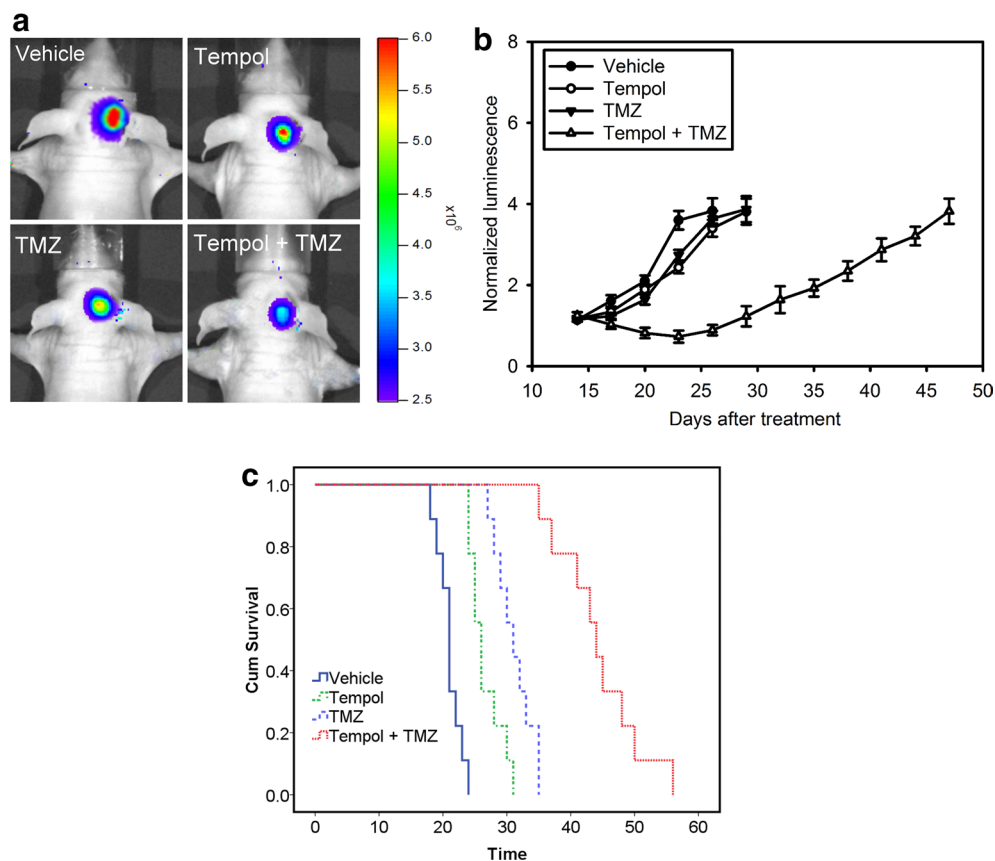 a
Vehicle
Tempol
TMZ
Tempol + TMZ
6.0
5.0
4.5
4.0
3.5
3.0
2.5
x10⁶
b
8
6
4
2
0
Normalized luminescence
Vehicle
Tempol
TMZ
Tempol + TMZ
10 15 20 25 30 35 40 45 50
Days after treatment
c
1.0
0.8
0.6
0.4
0.2
0.0
Cum Survival
Vehicle
Tempol
TMZ
Tempol + TMZ
0 10 20 30 40 50 60
Time